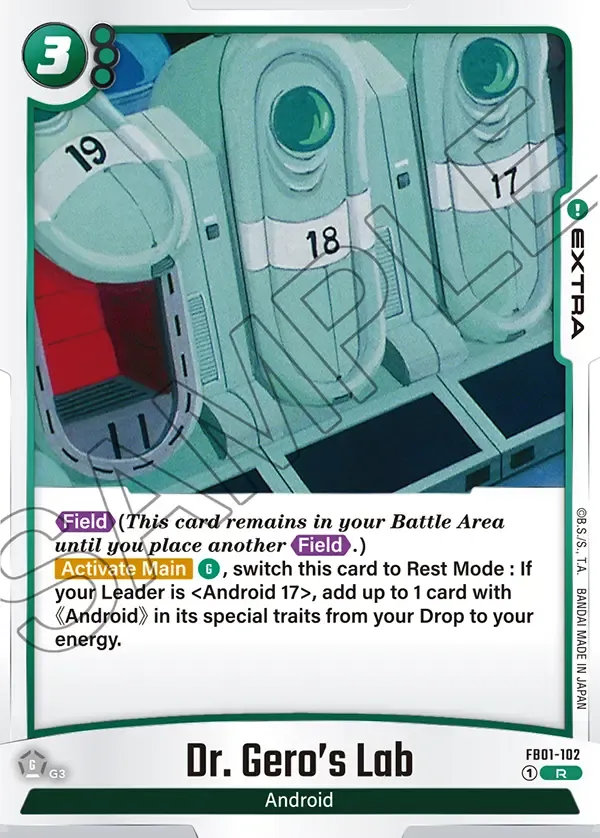 3
19
18
17
EXTRA
SAMPLE
Field (This card remains in your Battle Area
until you place another Field.)
Activate Main G, switch this card to Rest Mode : If
your Leader is <Android 17>, add up to 1 card with
《Android》 in its special traits from your Drop to your
energy.
©B.S./S., T.A. BANDAI MADE IN JAPAN
G G3
Dr. Gero's Lab
FB01-102
1 R
Android